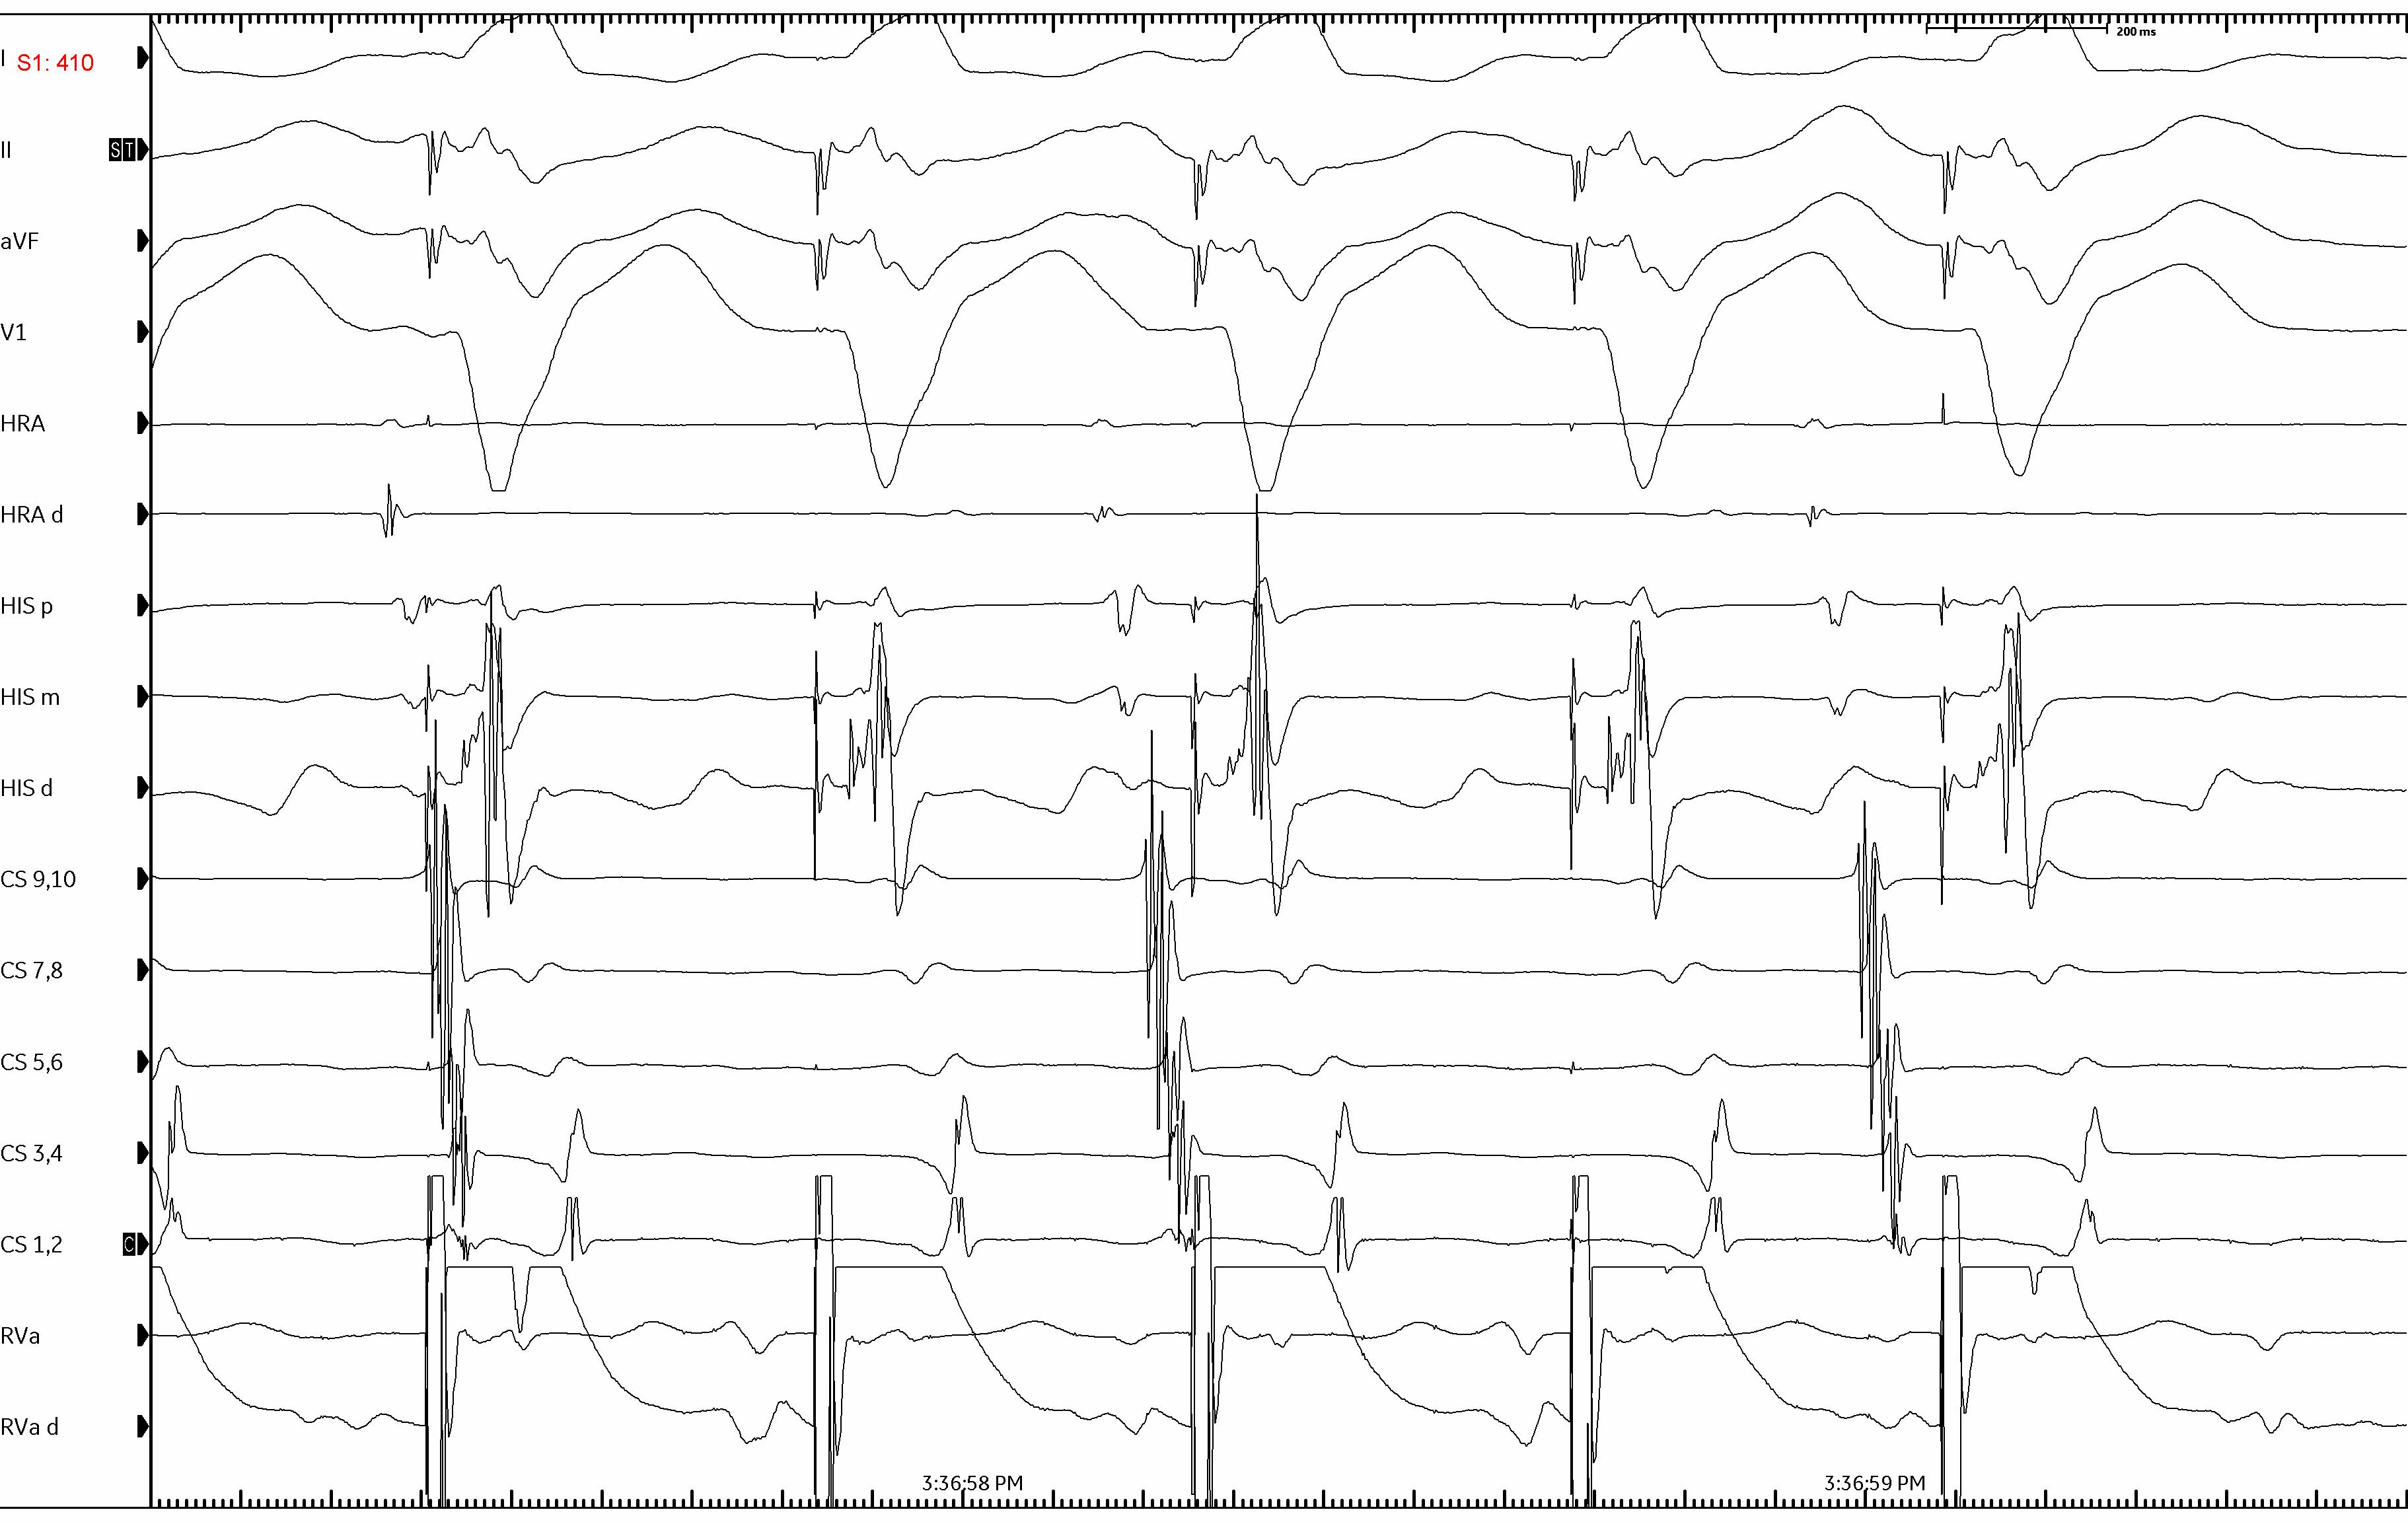 I S1: 410
200 ms
II ST
aVF
V1
HRA
HRA d
HIS p
HIS m
HIS d
CS 9,10
CS 7,8
CS 5,6
CS 3,4
CS 1,2 C
RVa
RVa d
3:36:58 PM 3:36:59 PM